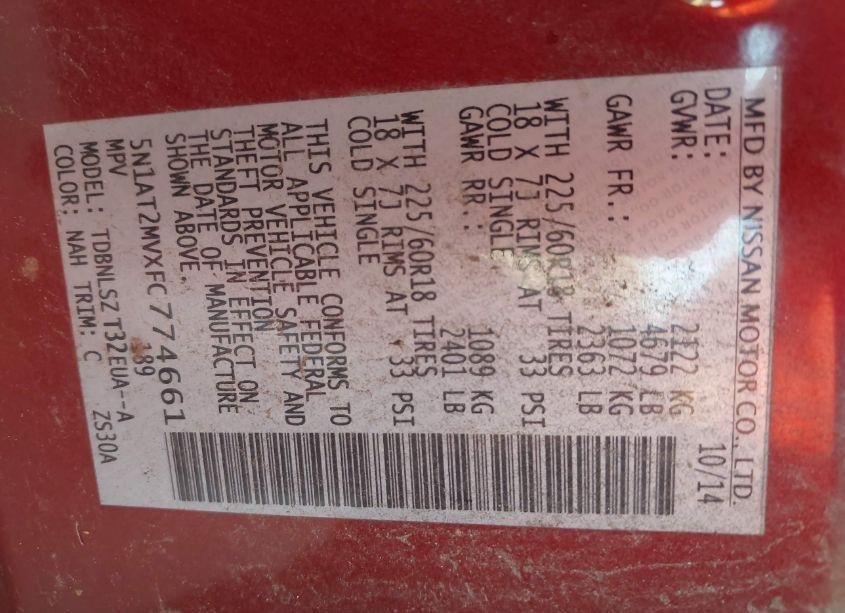 MFD BY NISSAN MOTOR CO., LTD.
DATE: 10/14
GVWR: 2122 KG
4679 LB
GAWR FR.: 1072 KG
2363 LB
WITH 225/60R18 TIRES
18 X 7J RIMS AT 33 PSI
COLD SINGLE
GAWR RR.: 1089 KG
2401 LB
WITH 225/60R18 TIRES
18 X 7J RIMS AT 33 PSI
COLD SINGLE
THIS VEHICLE CONFORMS TO
ALL APPLICABLE FEDERAL
MOTOR VEHICLE SAFETY AND
THEFT PREVENTION
STANDARDS IN EFFECT ON
THE DATE OF MANUFACTURE
SHOWN ABOVE.
5N1AT2MVXFC774661
MPV 189
MODEL: TDBNLSZ T32EUA--A
COLOR: NAH TRIM: C ZS30A